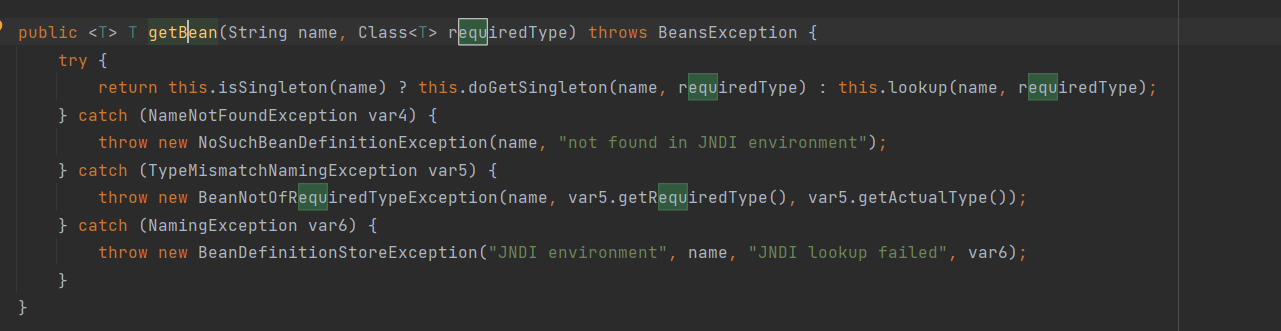 public <T> T getBean(String name, Class<T> requiredType) throws BeansException {
try {
return this.isSingleton(name) ? this.doGetSingleton(name, requiredType) : this.lookup(name, requiredType);
} catch (NameNotFoundException var4) {
throw new NoSuchBeanDefinitionException(name, "not found in JNDI environment");
} catch (TypeMismatchNamingException var5) {
throw new BeanNotOfRequiredTypeException(name, var5.getRequiredType(), var5.getActualType());
} catch (NamingException var6) {
throw new BeanDefinitionStoreException("JNDI environment", name, "JNDI lookup failed", var6);
}
}